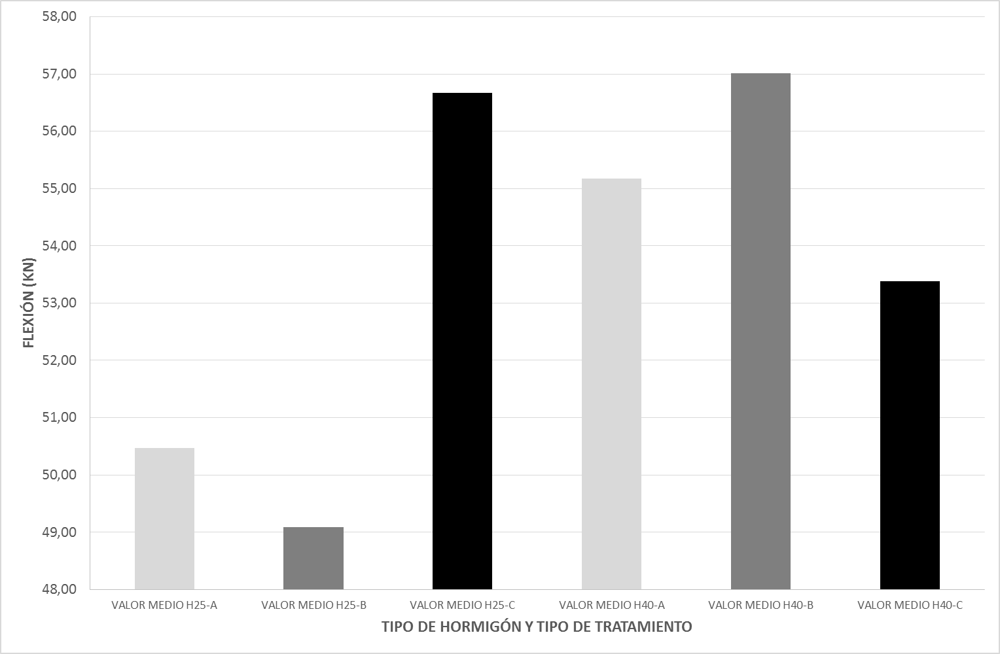 58,00
57,00
56,00
55,00
54,00
53,00
52,00
51,00
50,00
49,00
48,00
FLEXIÓN (KN)
VALOR MEDIO H25-A
VALOR MEDIO H25-B
VALOR MEDIO H25-C
VALOR MEDIO H40-A
VALOR MEDIO H40-B
VALOR MEDIO H40-C
TIPO DE HORMIGÓN Y TIPO DE TRATAMIENTO